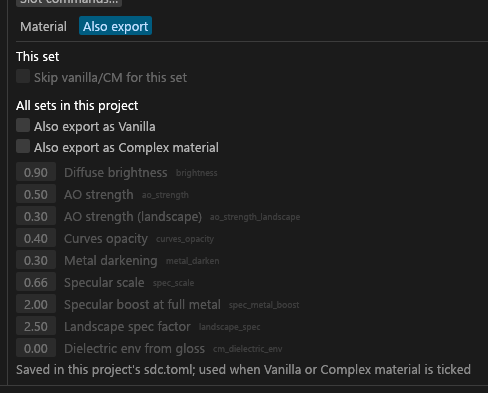 Slot commands...
Material Also export
This set
Skip vanilla/CM for this set
All sets in this project
Also export as Vanilla
Also export as Complex material
0.90 Diffuse brightness brightness
0.50 AO strength ao_strength
0.30 AO strength (landscape) ao_strength_landscape
0.40 Curves opacity curves_opacity
0.30 Metal darkening metal_darken
0.66 Specular scale spec_scale
2.00 Specular boost at full metal spec_metal_boost
2.50 Landscape spec factor landscape_spec
0.00 Dielectric env from gloss cm_dielectric_env
Saved in this project's sdc.toml; used when Vanilla or Complex material is ticked